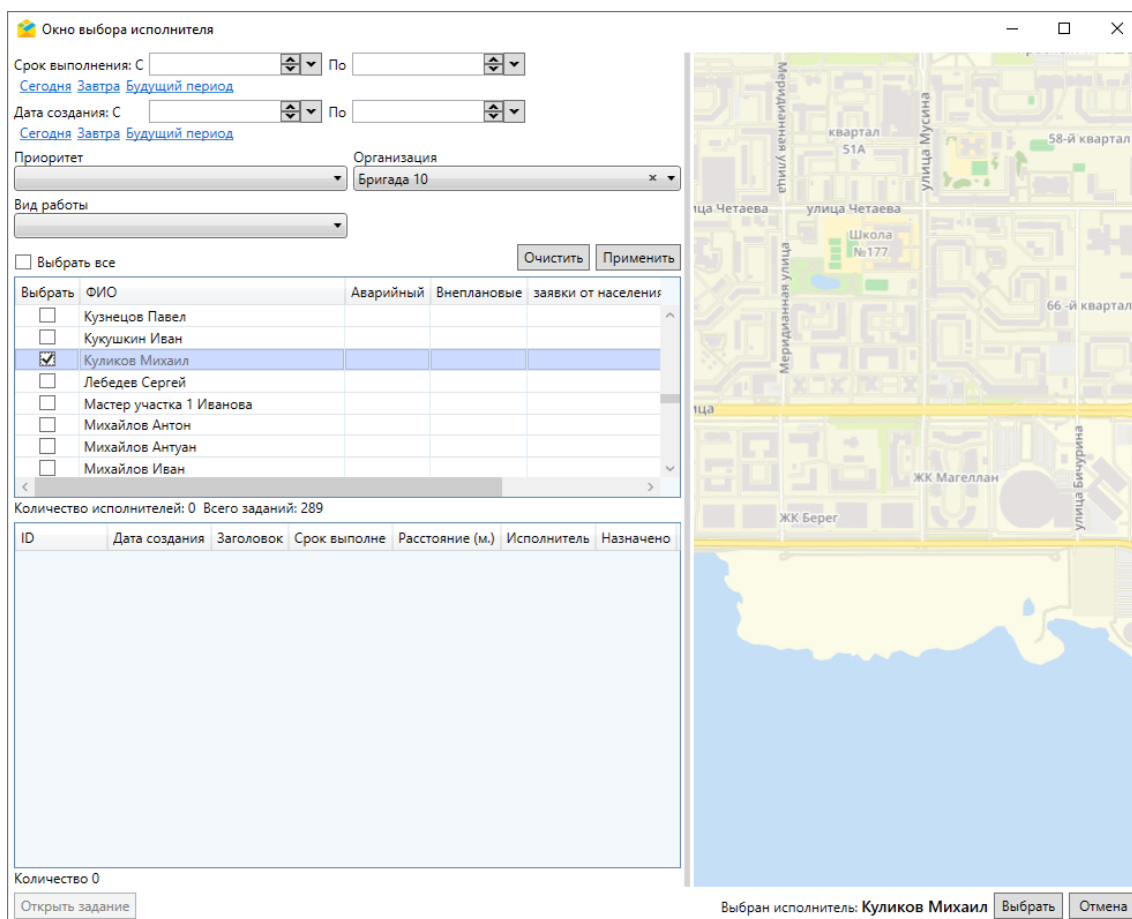 Окно выбора исполнителя
Срок выполнения: С По
Сегодня Завтра Будущий период
Дата создания: С По
Сегодня Завтра Будущий период
Приоритет Организация
Бригада 10
Вид работы
Выбрать все Очистить Применить
Выбрать ФИО Аварийный Внеплановые заявки от населения
Кузнецов Павел
Кукушкин Иван
Куликов Михаил
Лебедев Сергей
Мастер участка 1 Иванова
Михайлов Антон
Михайлов Антуан
Михайлов Иван
Количество исполнителей: 0 Всего заданий: 289
ID Дата создания Заголовок Срок выполне Расстояние (м.) Исполнитель Назначено
Количество 0
Открыть задание
Выбран исполнитель: Куликов Михаил Выбрать Отмена
Меридианная улица
улица Мусина
квартал
51А
58-й квартал
ица Четаева
улица Четаева
Школа
№177
Меридианная улица
66 -й квартал
ица
ЖК Магеллан
улица Бичурина
ЖК Берег